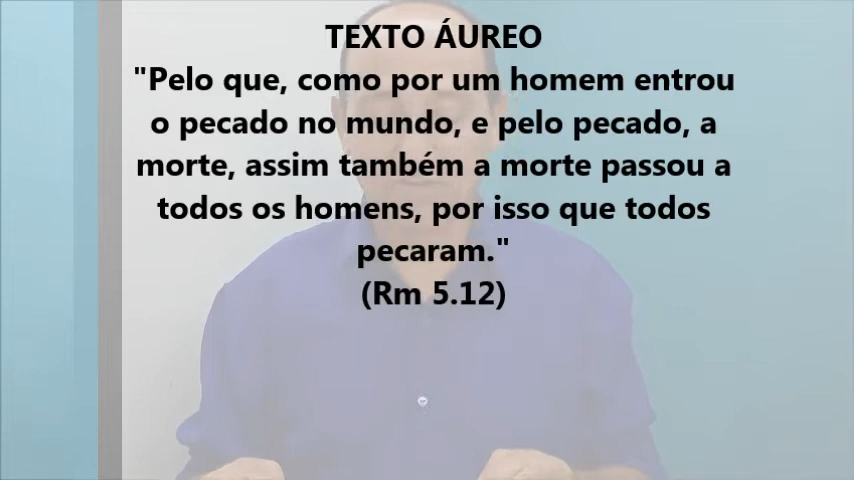 TEXTO ÁUREO
"Pelo que, como por um homem entrou
o pecado no mundo, e pelo pecado, a
morte, assim também a morte passou a
todos os homens, por isso que todos
pecaram."
(Rm 5.12)